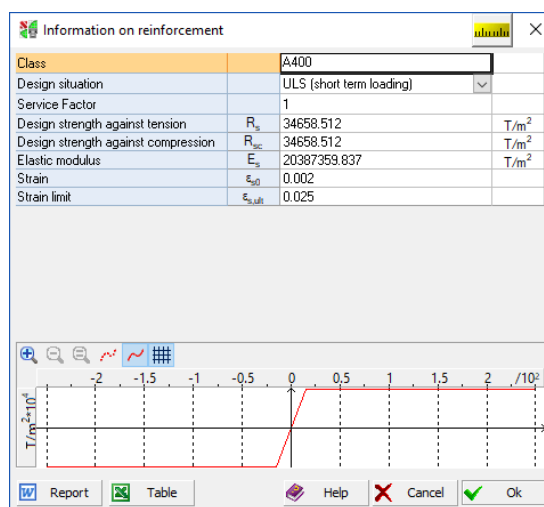 Information on reinforcement
Class A400
Design situation ULS (short term loading)
Service Factor 1
Design strength against tension Rs 34658.512 T/m²
Design strength against compression Rsc 34658.512 T/m²
Elastic modulus Es 20387359.837 T/m²
Strain εs0 0.002
Strain limit εs,ult 0.025
-2 -1.5 -1 -0.5 0 0.5 1 1.5 2 /10²
T/m²*10⁴
Report Table Help Cancel Ok